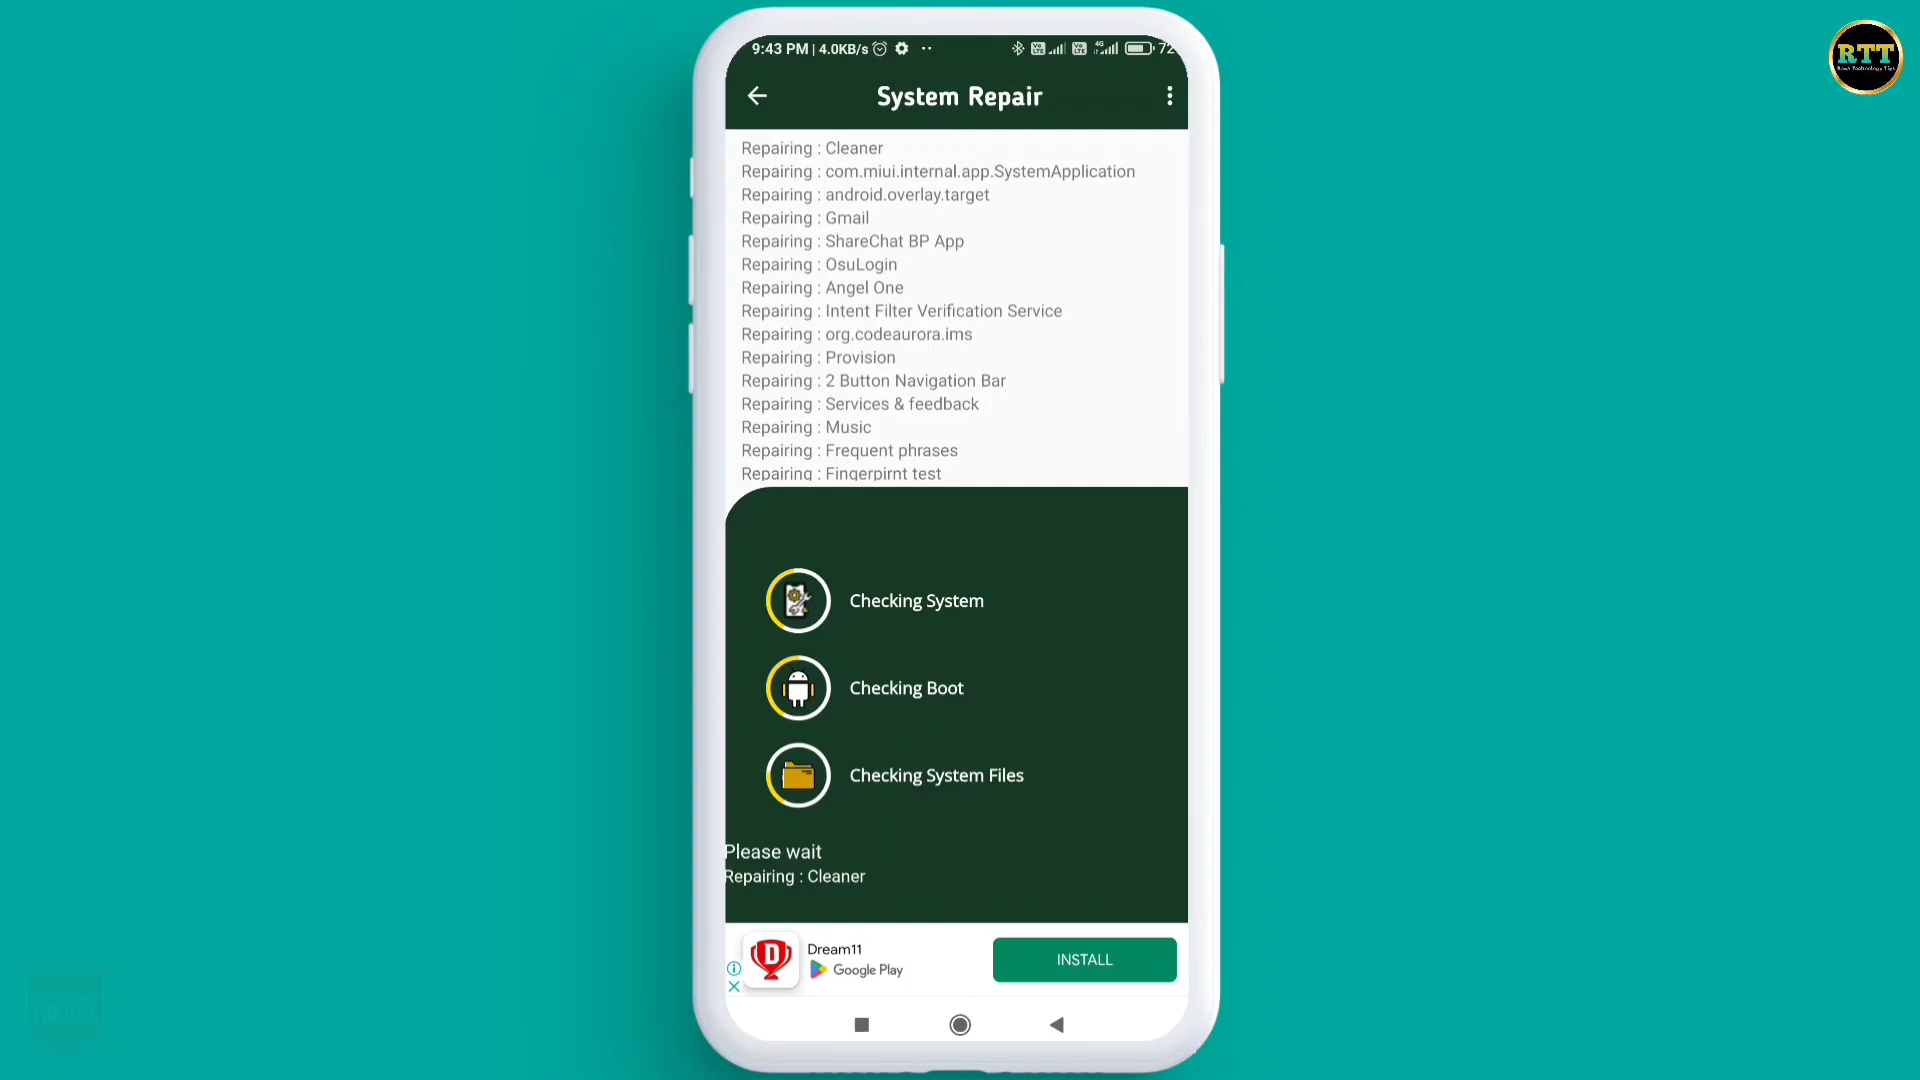 9:43 PM | 4.0KB/s
72
RTT
System Repair
Repairing : Cleaner
Repairing : com.miui.internal.app.SystemApplication
Repairing : android.overlay.target
Repairing : Gmail
Repairing : ShareChat BP App
Repairing : OsuLogin
Repairing : Angel One
Repairing : Intent Filter Verification Service
Repairing : org.codeaurora.ims
Repairing : Provision
Repairing : 2 Button Navigation Bar
Repairing : Services & feedback
Repairing : Music
Repairing : Frequent phrases
Repairing : Fingerpirnt test
Checking System
Checking Boot
Checking System Files
Please wait
Repairing : Cleaner
Dream11
Google Play
INSTALL